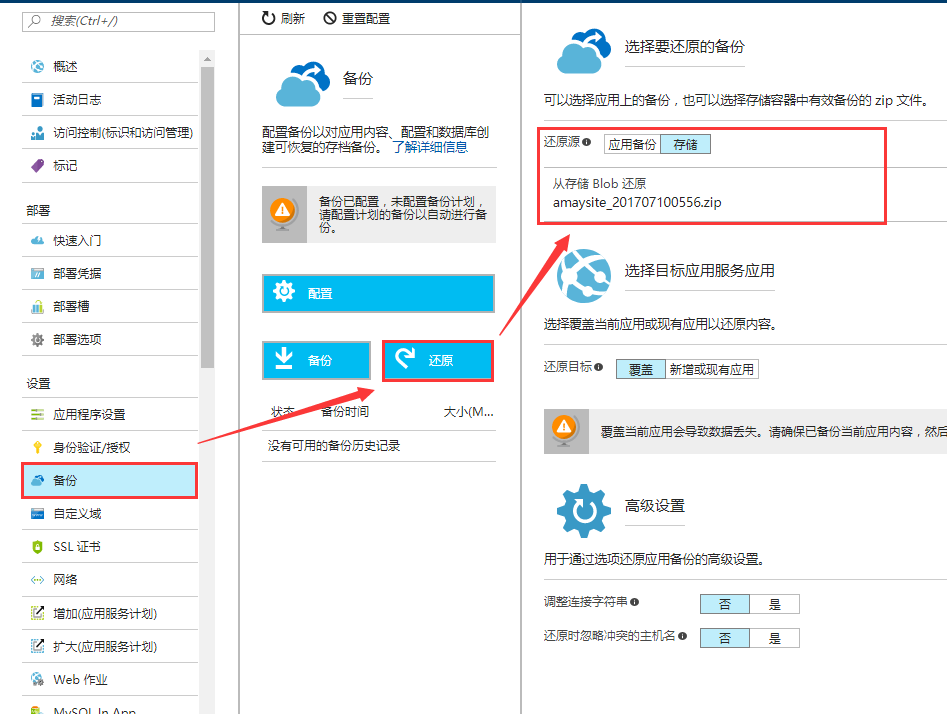 搜索(Ctrl+/)
概述
活动日志
访问控制(标识和访问管理)
标记
部署
快速入门
部署凭据
部署槽
部署选项
设置
应用程序设置
身份验证/授权
备份
自定义域
SSL 证书
网络
增加(应用服务计划)
扩大(应用服务计划)
Web 作业
MySQL In App
刷新
重置配置
备份
配置备份以对应用内容、配置和数据库创
建可恢复的存档备份。 了解详细信息
备份已配置，未配置备份计划，
请配置计划的备份以自动进行备
份。
配置
备份
还原
状态 备份时间 大小(M...
没有可用的备份历史记录
选择要还原的备份
可以选择应用上的备份，也可以选择存储容器中有效备份的 zip 文件。
还原源 应用备份 存储
从存储 Blob 还原
amaysite_201707100556.zip
选择目标应用服务应用
选择覆盖当前应用或现有应用以还原内容。
还原目标 覆盖 新增或现有应用
覆盖当前应用会导致数据丢失。请确保已备份当前应用内容，然后
高级设置
用于通过选项还原应用备份的高级设置。
调整连接字符串 否 是
还原时忽略冲突的主机名 否 是